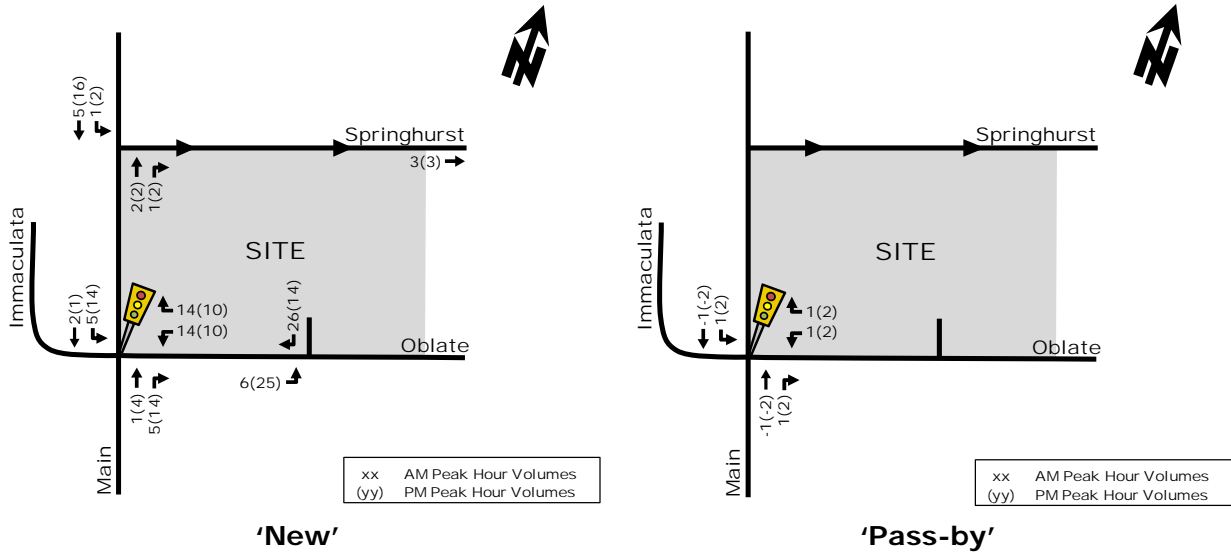 5(16)
1(2)
Springhurst
3(3)
2(2)
1(2)
Immaculata
SITE
2(1)
5(14)
14(10)
14(10)
26(14)
Oblate
6(25)
1(4)
5(14)
Main
xx AM Peak Hour Volumes
(yy) PM Peak Hour Volumes
'New'
Springhurst
Immaculata
SITE
-1(-2)
1(2)
1(2)
1(2)
Oblate
-1(-2)
1(2)
Main
xx AM Peak Hour Volumes
(yy) PM Peak Hour Volumes
'Pass-by'